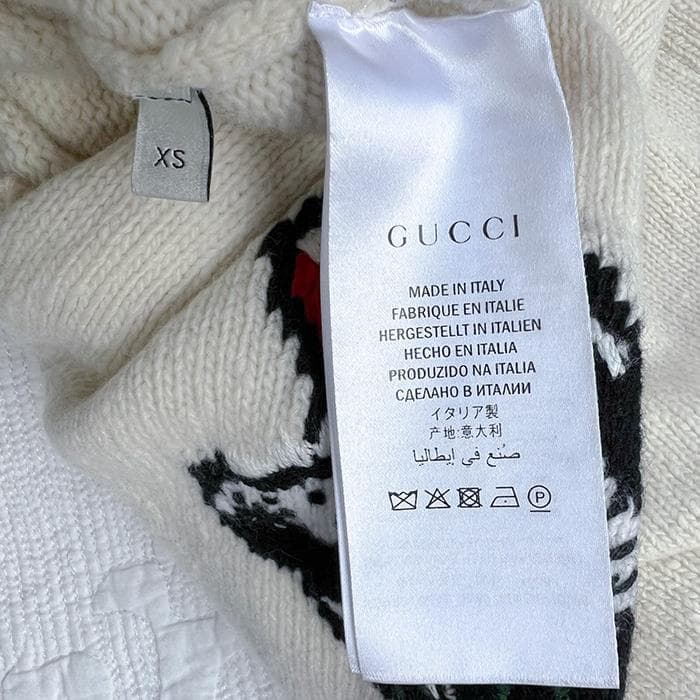 XS
GUCCI
MADE IN ITALY
FABRIQUE EN ITALIE
HERGESTELLT IN ITALIEN
HECHO EN ITALIA
PRODUZIDO NA ITALIA
СДЕЛАНО В ИТАЛИИ
イタリア製
产地:意大利
صُنع في إيطاليا
P